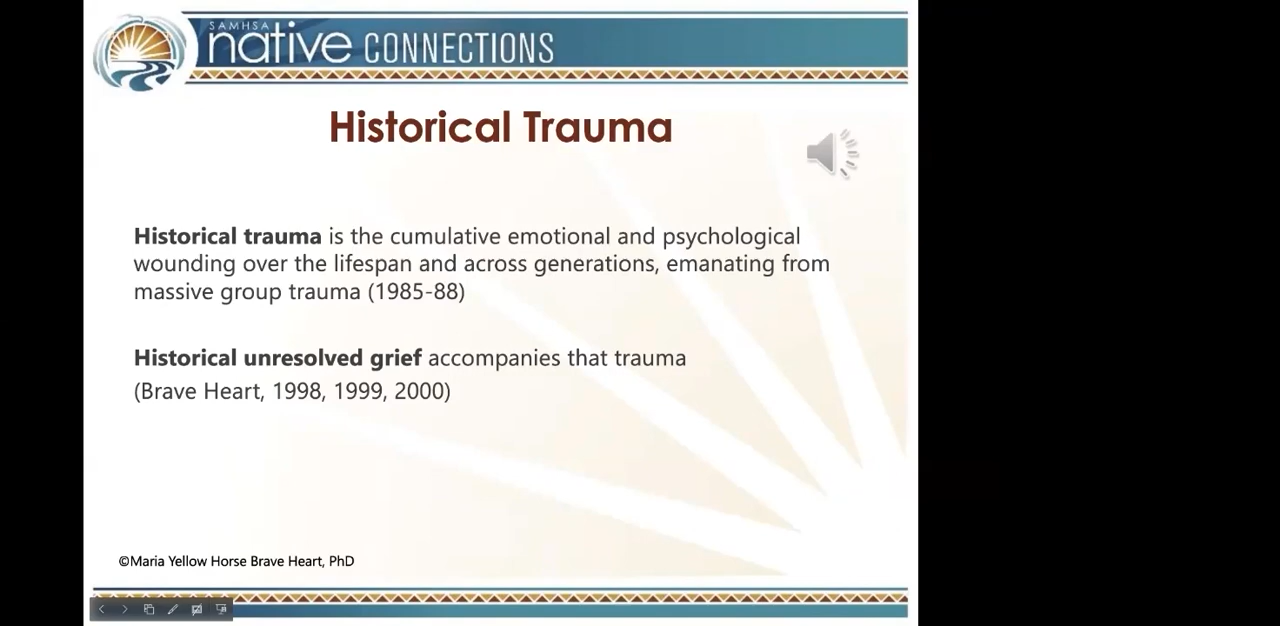 SAMHSA
native CONNECTIONS
Historical Trauma
Historical trauma is the cumulative emotional and psychological
wounding over the lifespan and across generations, emanating from
massive group trauma (1985-88)
Historical unresolved grief accompanies that trauma
(Brave Heart, 1998, 1999, 2000)
©Maria Yellow Horse Brave Heart, PhD